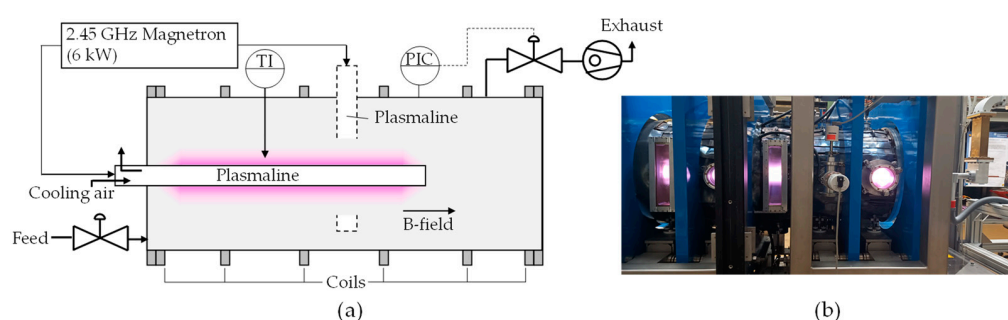 2.45 GHz Magnetron
(6 kW)
TI
PIC
Exhaust
Plasmaline
Plasmaline
Cooling air
B-field
Feed
Coils
(a)
(b)